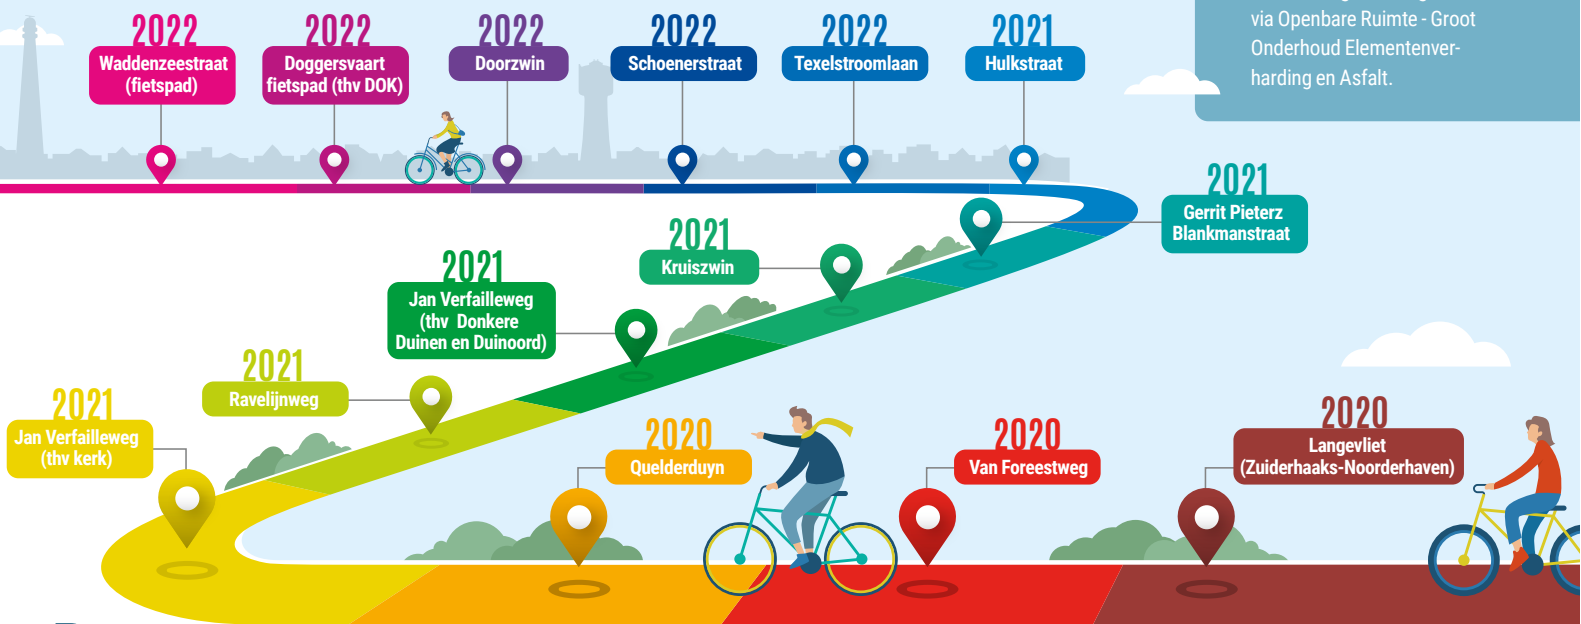 via Openbare Ruimte - Groot
Onderhoud Elementenver-
harding en Asfalt.
2022
Waddenzeestraat
(fietspad)
2022
Doggersvaart
fietspad (thv DOK)
2022
Doorzwin
2022
Schoenerstraat
2022
Texelstroomlaan
2021
Hulkstraat
2021
Gerrit Pieterz
Blankmanstraat
2021
Kruiszwin
2021
Jan Verfailleweg
(thv Donkere
Duinen en Duinoord)
2021
Ravelijnweg
2021
Jan Verfailleweg
(thv kerk)
2020
Quelderduyn
2020
Van Foreestweg
2020
Langevliet
(Zuiderhaaks-Noorderhaven)